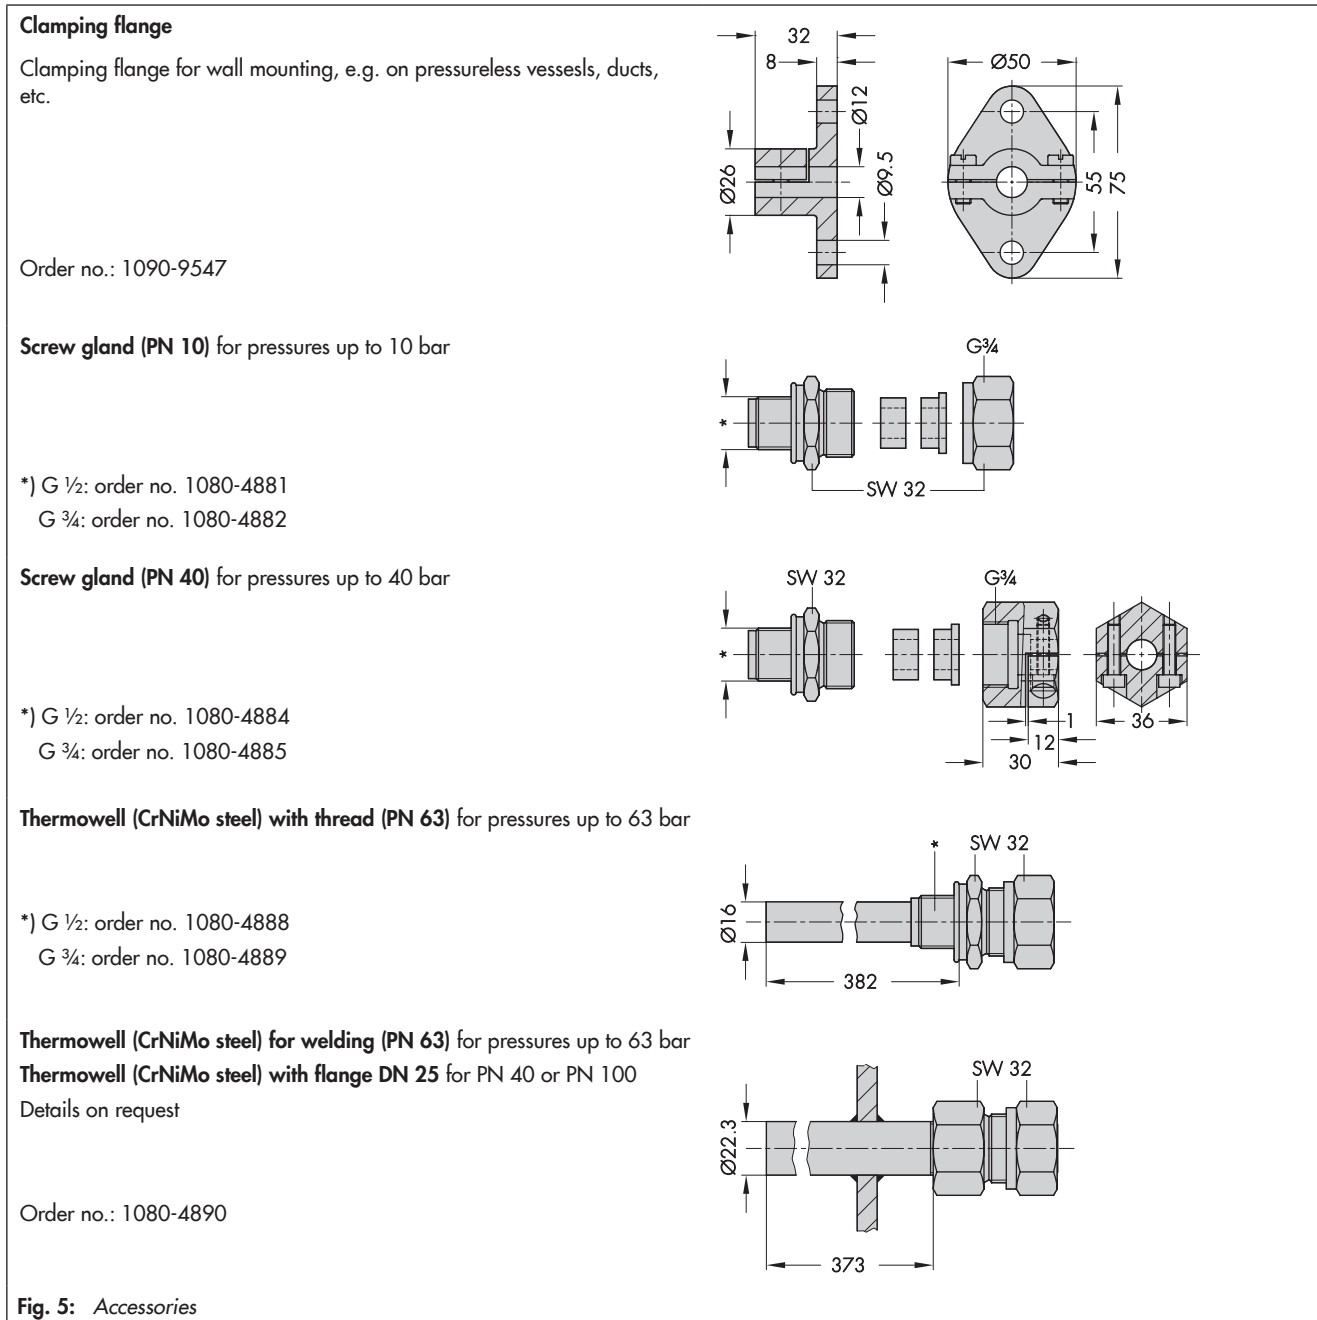 Clamping flange
Clamping flange for wall mounting, e.g. on pressureless vessesls, ducts,
etc.
Order no.: 1090-9547
32
8
Ø12
Ø26
Ø9.5
Ø50
55
75
Screw gland (PN 10) for pressures up to 10 bar
*) G ½: order no. 1080-4881
G ¾: order no. 1080-4882
G¾
*
SW 32
Screw gland (PN 40) for pressures up to 40 bar
*) G ½: order no. 1080-4884
G ¾: order no. 1080-4885
SW 32
G¾
*
1
12
30
36
Thermowell (CrNiMo steel) with thread (PN 63) for pressures up to 63 bar
*) G ½: order no. 1080-4888
G ¾: order no. 1080-4889
*
SW 32
Ø16
382
Thermowell (CrNiMo steel) for welding (PN 63) for pressures up to 63 bar
Thermowell (CrNiMo steel) with flange DN 25 for PN 40 or PN 100
Details on request
Order no.: 1080-4890
SW 32
Ø22.3
373
Fig. 5: Accessories